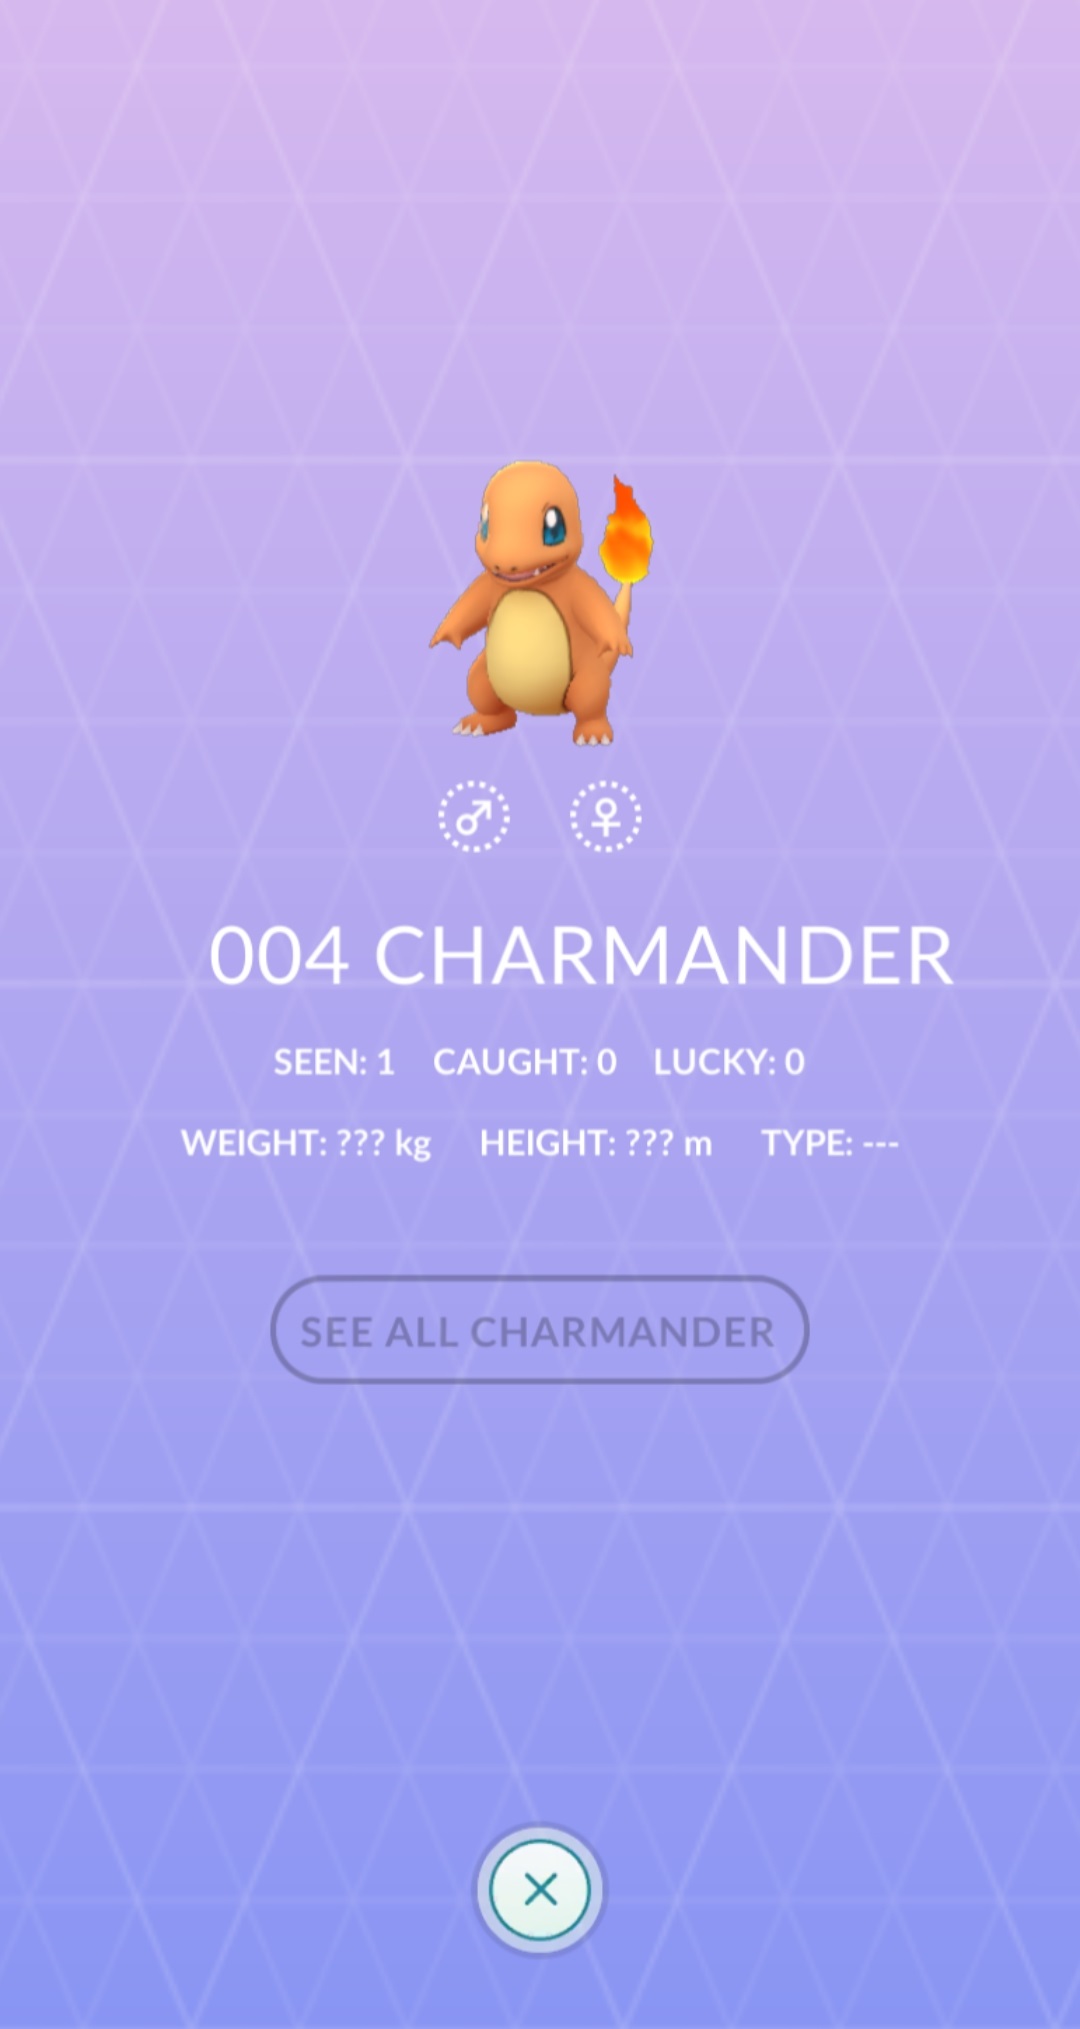 ♂ ♀
004 CHARMANDER
SEEN: 1 CAUGHT: 0 LUCKY: 0
WEIGHT: ??? kg HEIGHT: ??? m TYPE: ---
SEE ALL CHARMANDER